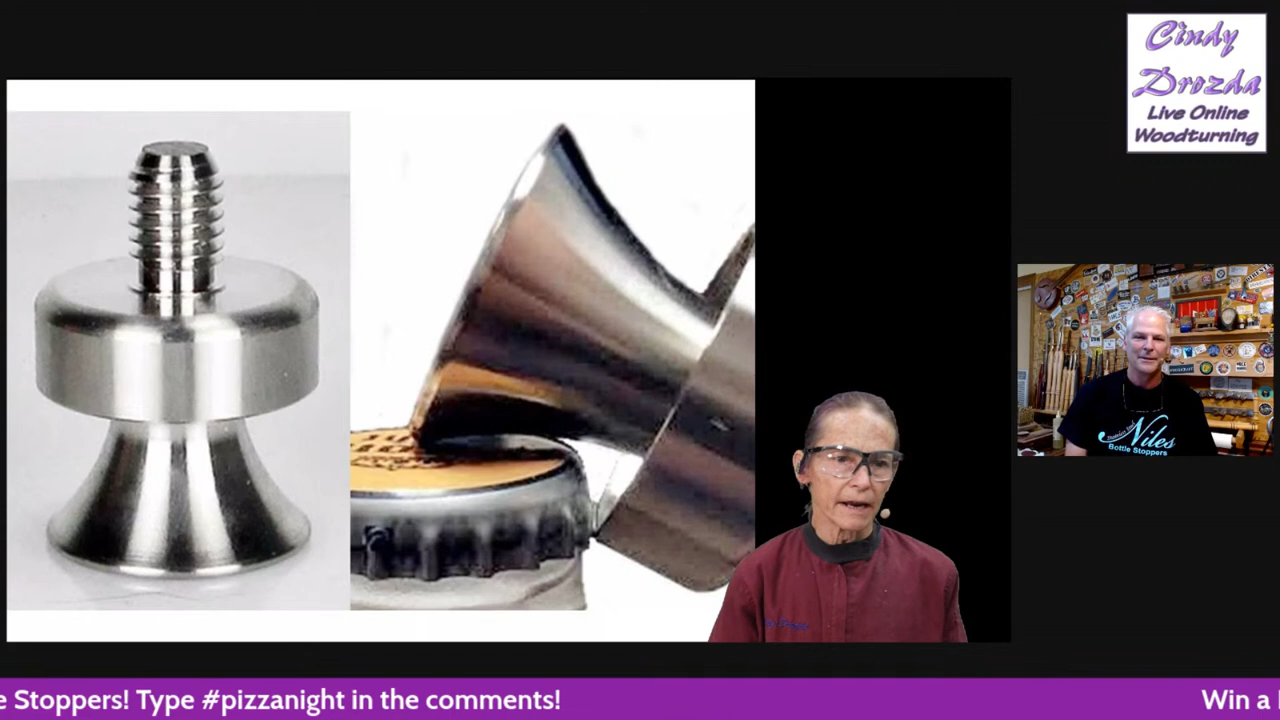 Cindy
Drozda
Live Online
Woodturning
Niles
Bottle Stoppers
e Stoppers! Type #pizzanight in the comments!
Win a